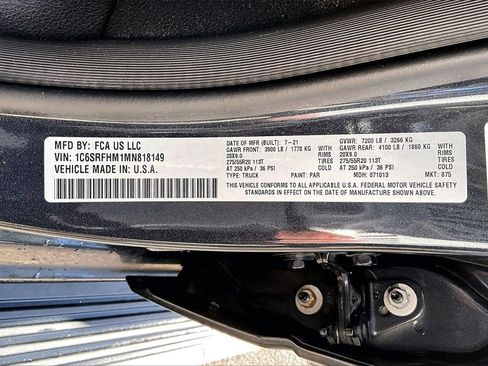 MFD BY: FCA US LLC
VIN: 1C6SRFHM1MN818149
VEHICLE MADE IN: U.S.A.
DATE OF MFR (BUILT): 7-21 GVWR: 7200 LB / 3266 KG
GAWR FRONT: 3900 LB / 1770 KG WITH GAWR REAR: 4100 LB / 1860 KG WITH
20X9.0 RIMS 20X9.0 RIMS
275/55R20 113T TIRES 275/55R20 113T TIRES
AT 250 kPa / 36 PSI COLD AT 250 kPa / 36 PSI COLD
TYPE: TRUCK PAINT: PAR MDH: 071013 MKT: 875
THIS VEHICLE CONFORMS TO ALL APPLICABLE U.S.A. FEDERAL MOTOR VEHICLE SAFETY
STANDARDS IN EFFECT ON THE DATE OF MANUFACTURE SHOWN ABOVE.